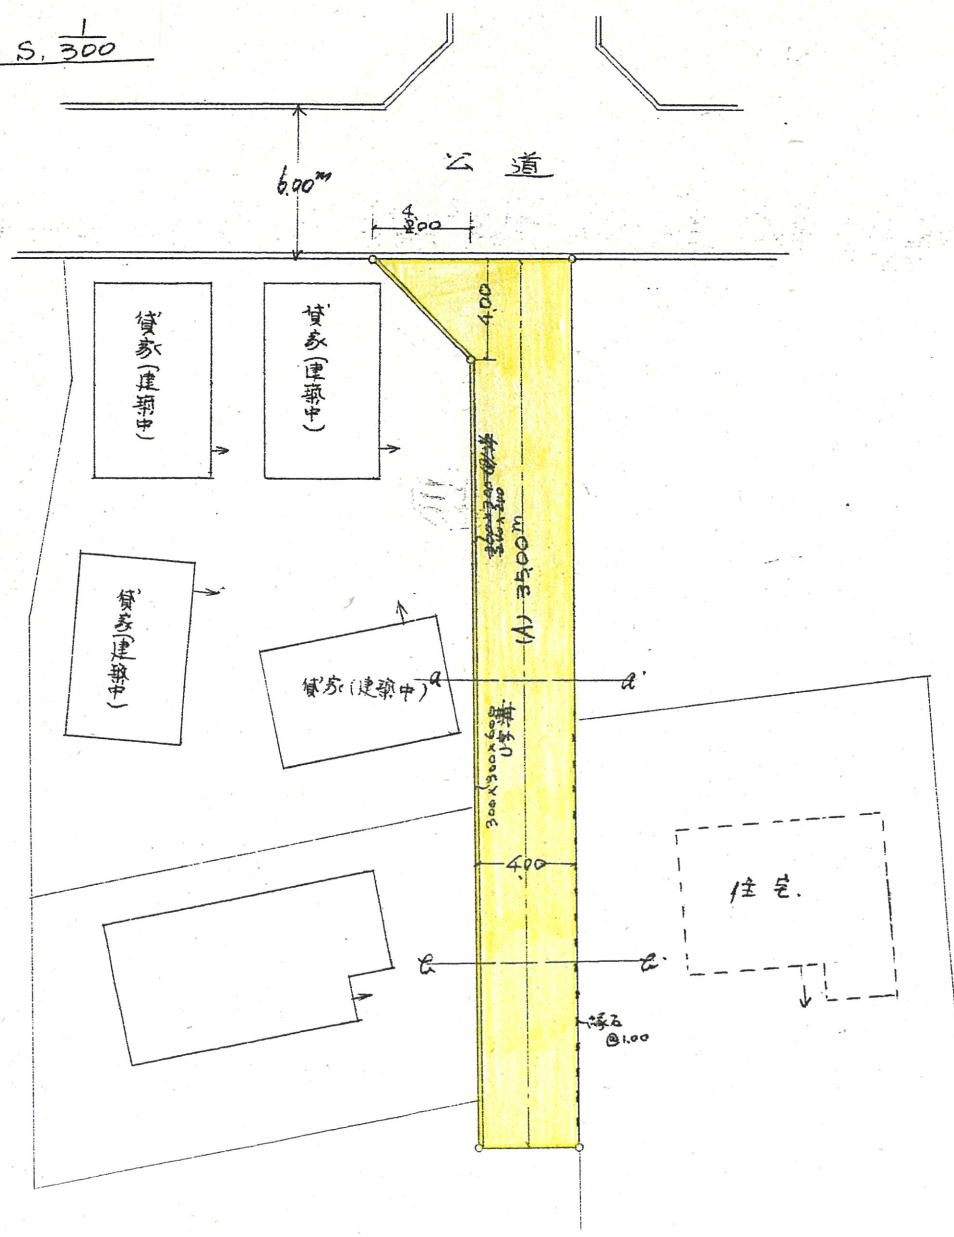 S. 1/300
6.00m
公道
4.00
4.00
貸家(建築中)
貸家(建築中)
(A) 35.00m
貸家(建築中)
貸家(建築中)
a
a'
300×300×600
U字溝
4.00
住宅.
縁石
@1.00